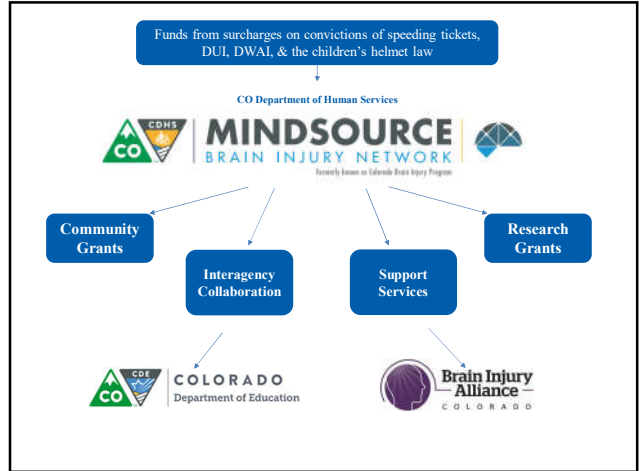 Funds from surcharges on convictions of speeding tickets,
DUI, DWAI, & the children's helmet law
CO Department of Human Services
CDHS
CO
MINDSOURCE
BRAIN INJURY NETWORK
Formerly known as Colorado Brain Injury Program
Community
Grants
Research
Grants
Interagency
Collaboration
Support
Services
CDE
CO
COLORADO
Department of Education
Brain Injury
Alliance
COLORADO